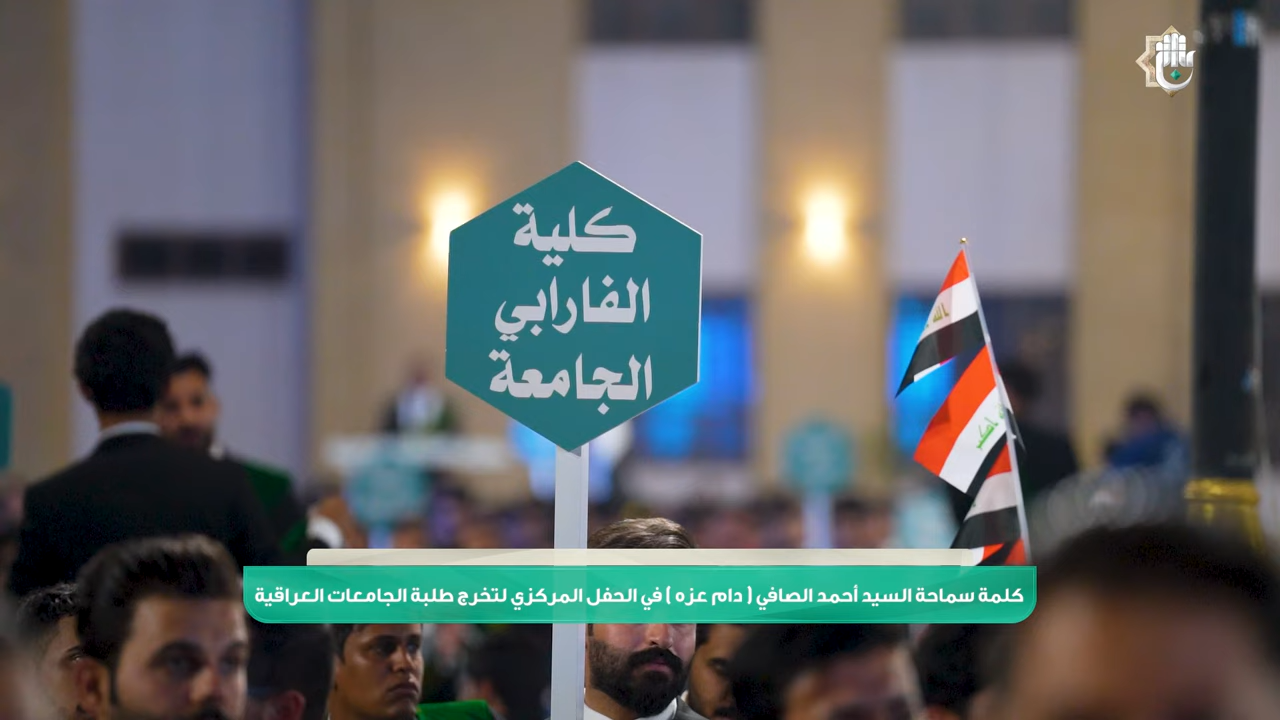 كلية
الفارابي
الجامعة
كلمة سماحة السيد أحمد الصافي ( دام عزه ) في الحفل المركزي لتخرج طلبة الجامعات العراقية